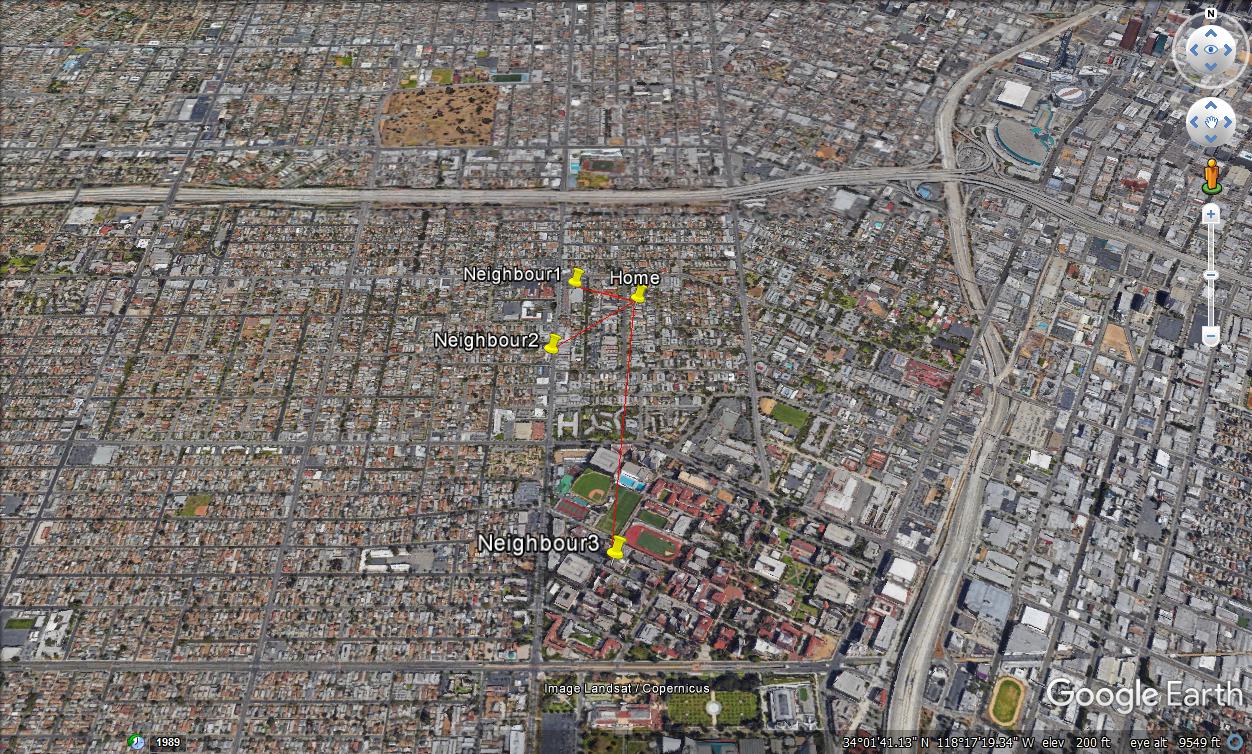 N
Neighbour1
Home
Neighbour2
Neighbour3
Image Landsat / Copernicus
Google Earth
1989
34°01'41.13" N 118°17'19.34" W elev 200 ft eye alt 9549 ft